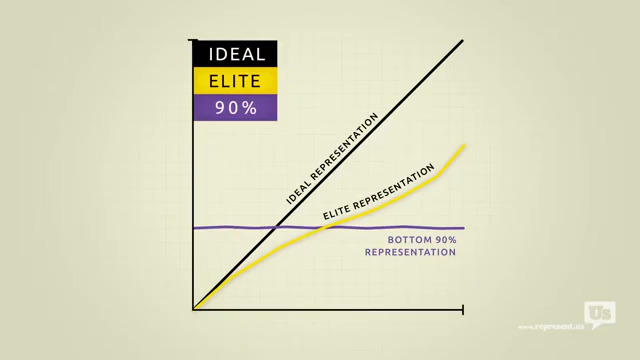 IDEAL
ELITE
90%
IDEAL REPRESENTATION
ELITE REPRESENTATION
BOTTOM 90%
REPRESENTATION
Us
www.represent.us